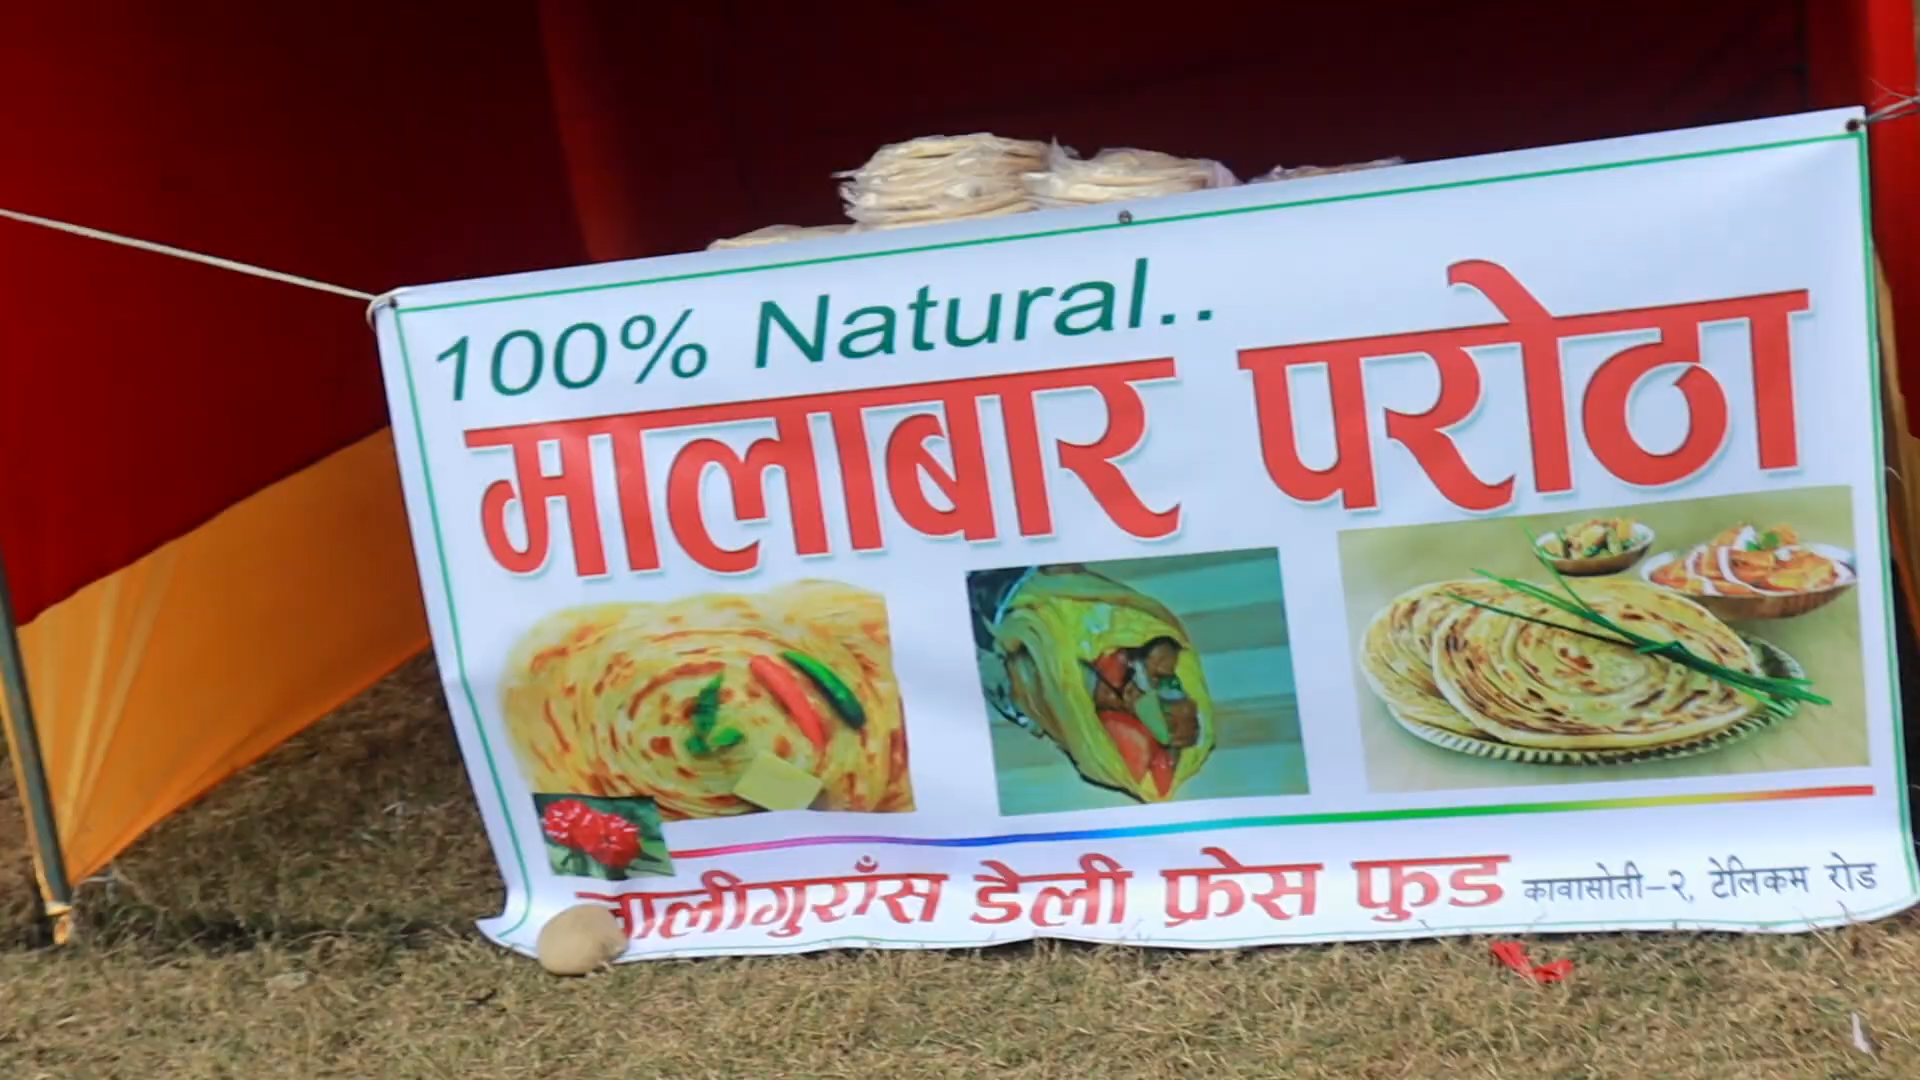 100% Natural..
मालाबार परोठा
लालीगुराँस डेली फ्रेस फुड कावासोती-२, टेलिकम रोड